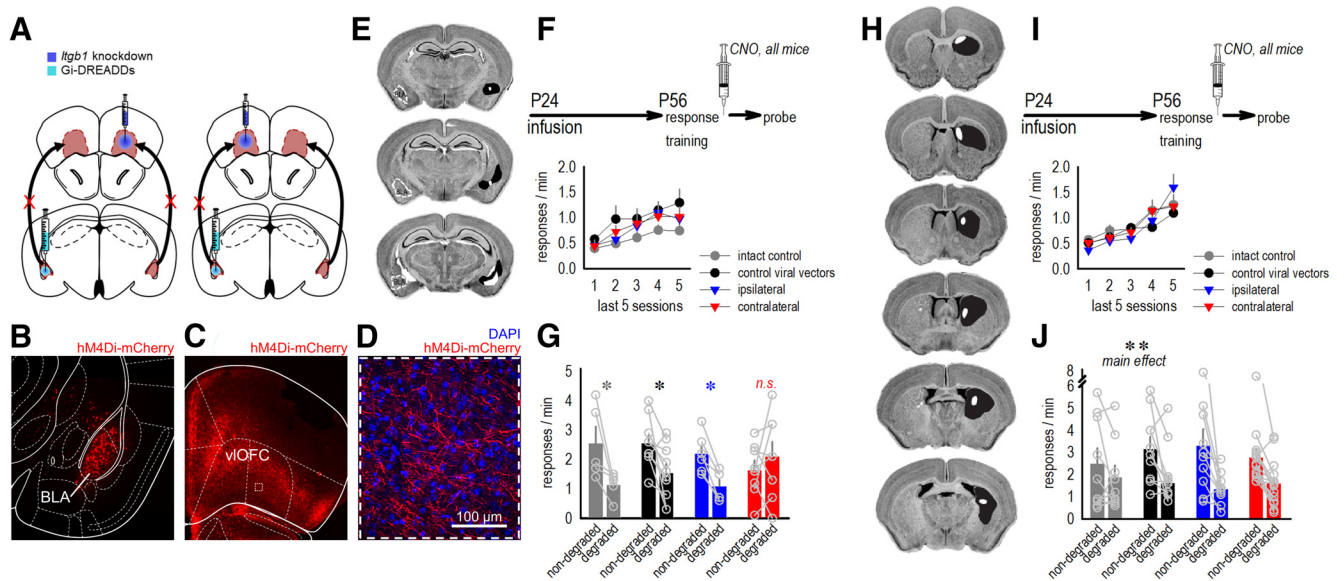 A
Itgb1 knockdown
Gi-DREADDs
B
hM4Di-mCherry
BLA
C
hM4Di-mCherry
vlOFC
D
DAPI
hM4Di-mCherry
100 µm
E
BLA
BLA
BLA
F
CNO, all mice
P24
infusion
P56
response
training
probe
responses / min
2.0
1.5
1.0
0.5
0.0
1 2 3 4 5
last 5 sessions
intact control
control viral vectors
ipsilateral
contralateral
G
responses / min
5
4
3
2
1
0
* * * n.s.
non-degraded
degraded
non-degraded
degraded
non-degraded
degraded
non-degraded
degraded
H
I
CNO, all mice
P24
infusion
P56
response
training
probe
responses / min
2.0
1.5
1.0
0.5
0.0
1 2 3 4 5
last 5 sessions
intact control
control viral vectors
ipsilateral
contralateral
J
**
main effect
responses / min
8
6
5
4
3
2
1
0
non-degraded
degraded
non-degraded
degraded
non-degraded
degraded
non-degraded
degraded